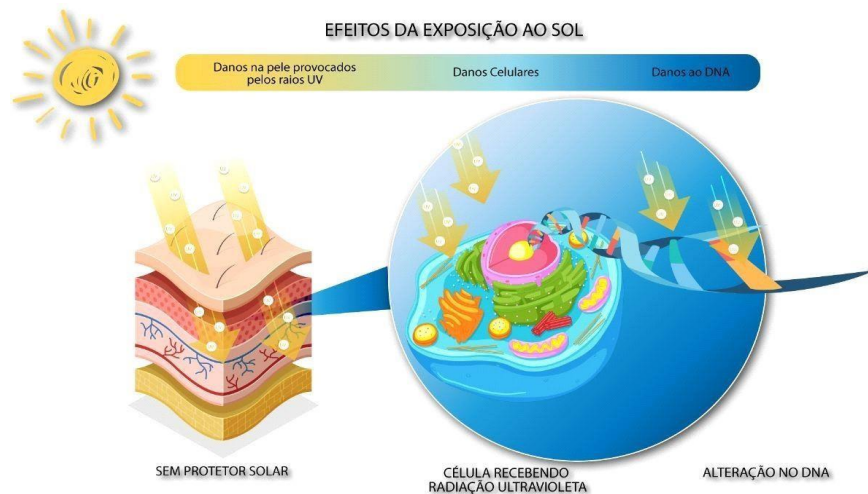 EFEITOS DA EXPOSIÇÃO AO SOL
Danos na pele provocados
pelos raios UV
Danos Celulares
Danos ao DNA
SEM PROTETOR SOLAR
CÉLULA RECEBENDO
RADIAÇÃO ULTRAVIOLETA
ALTERAÇÃO NO DNA